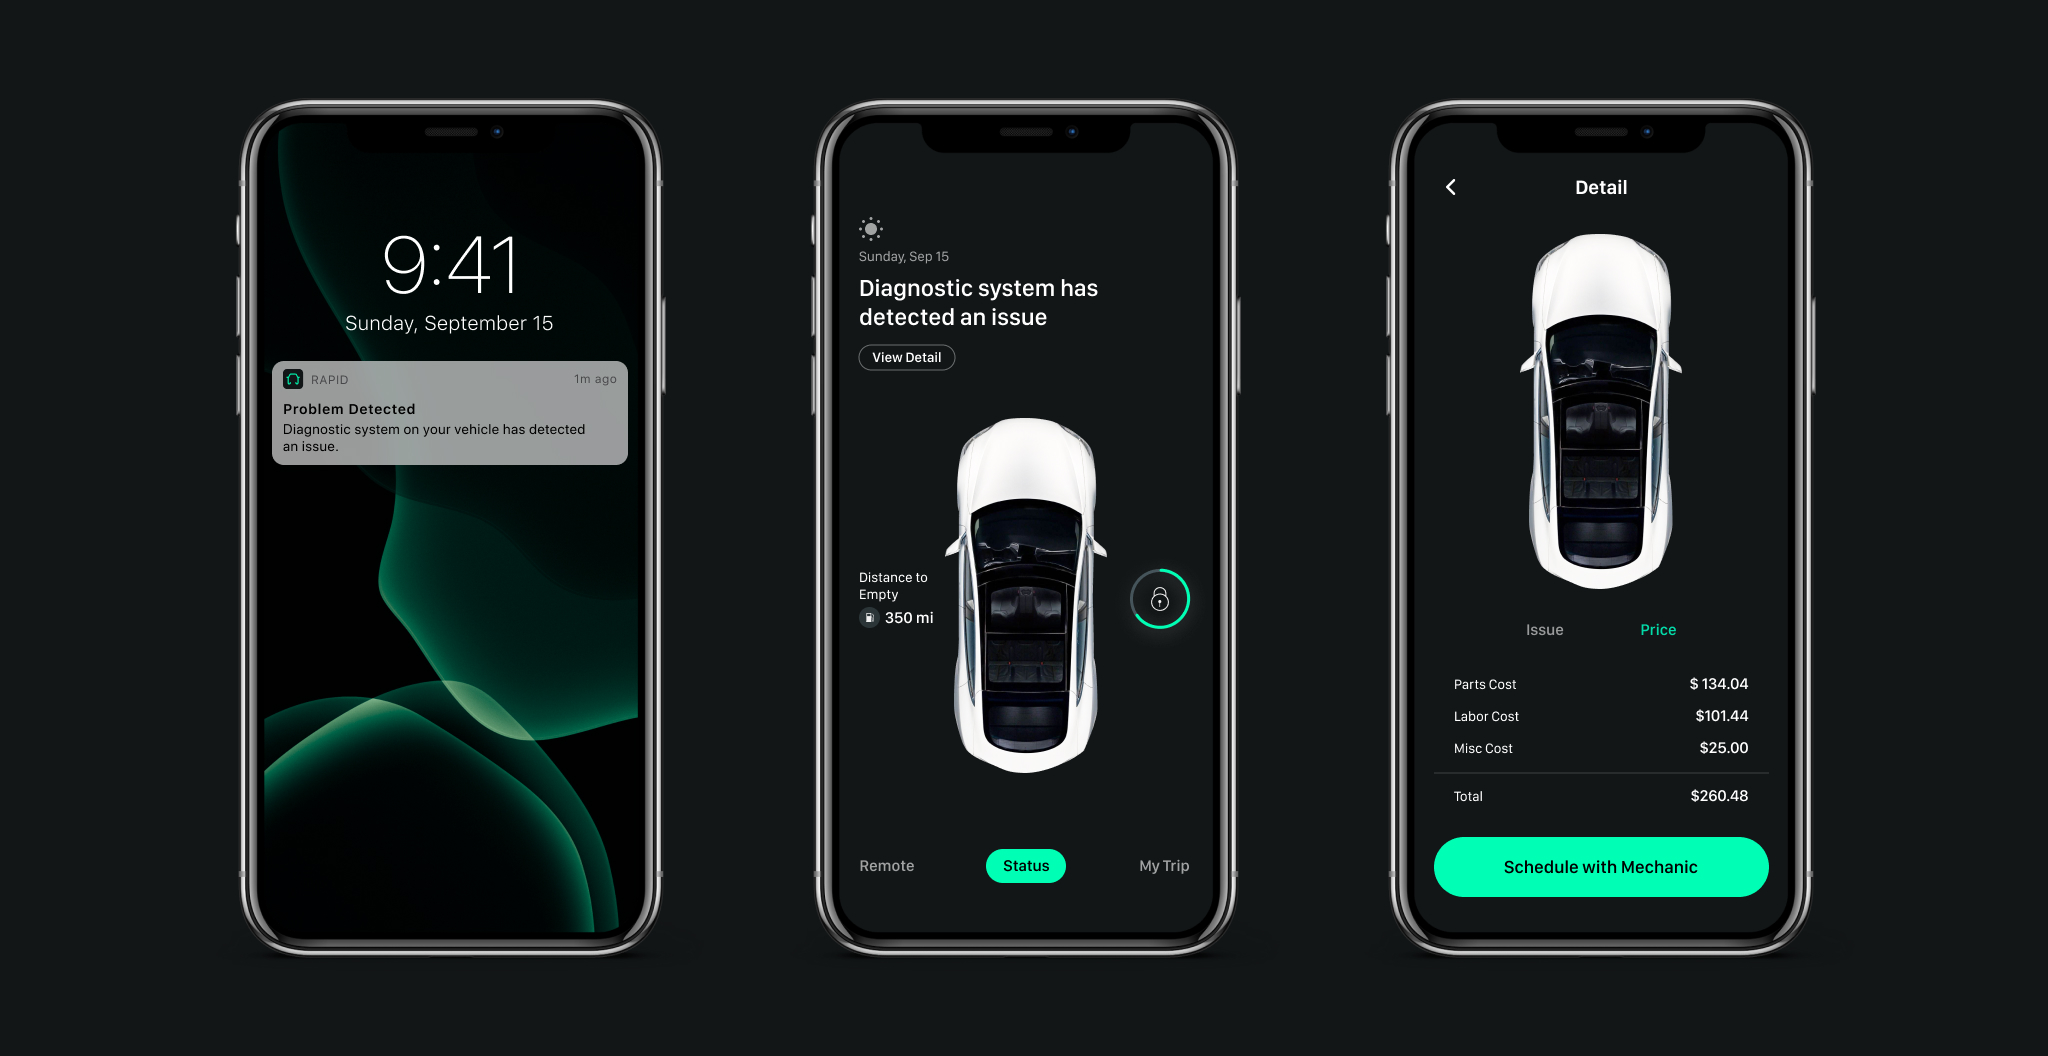 9:41
Sunday, September 15
RAPID 1m ago
Problem Detected
Diagnostic system on your vehicle has detected
an issue.
Sunday, Sep 15
Diagnostic system has
detected an issue
View Detail
Distance to
Empty
350 mi
Remote Status My Trip
Detail
Issue Price
Parts Cost $ 134.04
Labor Cost $101.44
Misc Cost $25.00
Total $260.48
Schedule with Mechanic